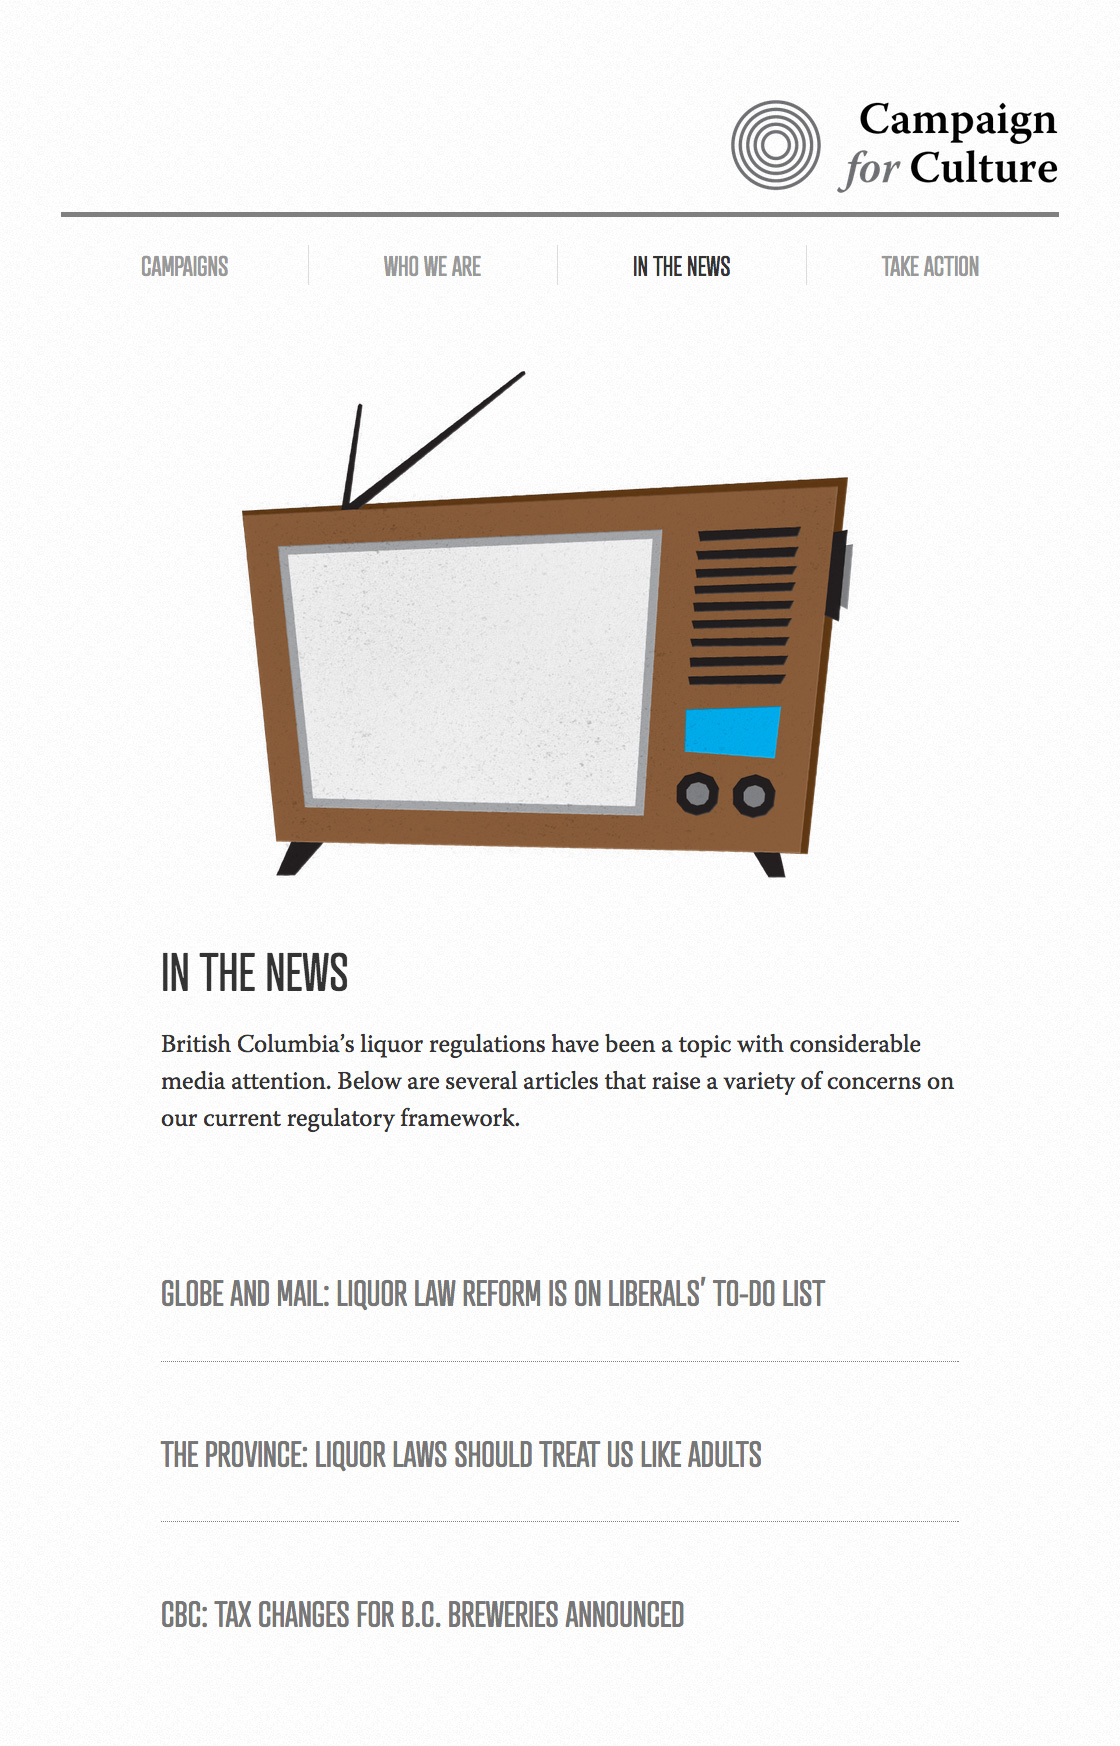 Campaign
for Culture
CAMPAIGNS
WHO WE ARE
IN THE NEWS
TAKE ACTION
IN THE NEWS
British Columbia’s liquor regulations have been a topic with considerable
media attention. Below are several articles that raise a variety of concerns on
our current regulatory framework.
GLOBE AND MAIL: LIQUOR LAW REFORM IS ON LIBERALS’ TO-DO LIST
THE PROVINCE: LIQUOR LAWS SHOULD TREAT US LIKE ADULTS
CBC: TAX CHANGES FOR B.C. BREWERIES ANNOUNCED